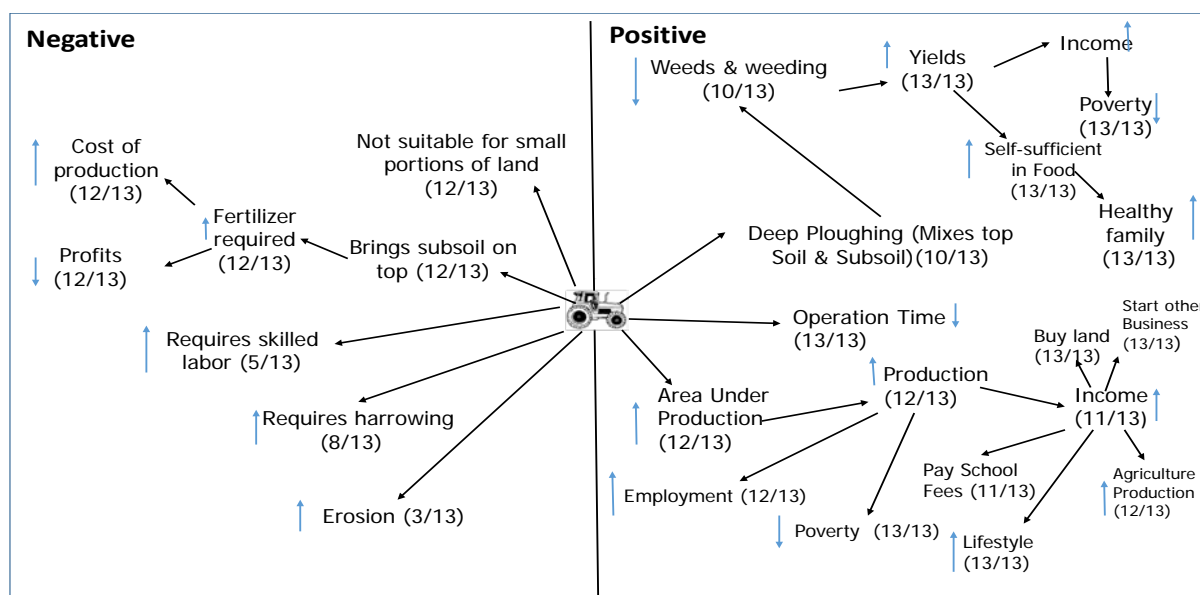 Negative
Not suitable for small
portions of land
(12/13)
Cost of
production
(12/13)
Fertilizer
required
(12/13)
Brings subsoil on
top (12/13)
Profits
(12/13)
Requires skilled
labor (5/13)
Requires harrowing
(8/13)
Erosion (3/13)
Positive
Weeds & weeding
(10/13)
Yields
(13/13)
Income
Poverty
(13/13)
Self-sufficient
in Food
(13/13)
Healthy
family
(13/13)
Deep Ploughing (Mixes top
Soil & Subsoil)(10/13)
Operation Time
(13/13)
Area Under
Production
(12/13)
Production
(12/13)
Buy land
(13/13)
Start other
Business
(13/13)
Income
(11/13)
Pay School
Fees (11/13)
Agriculture
Production
(12/13)
Employment (12/13)
Poverty (13/13)
Lifestyle
(13/13)